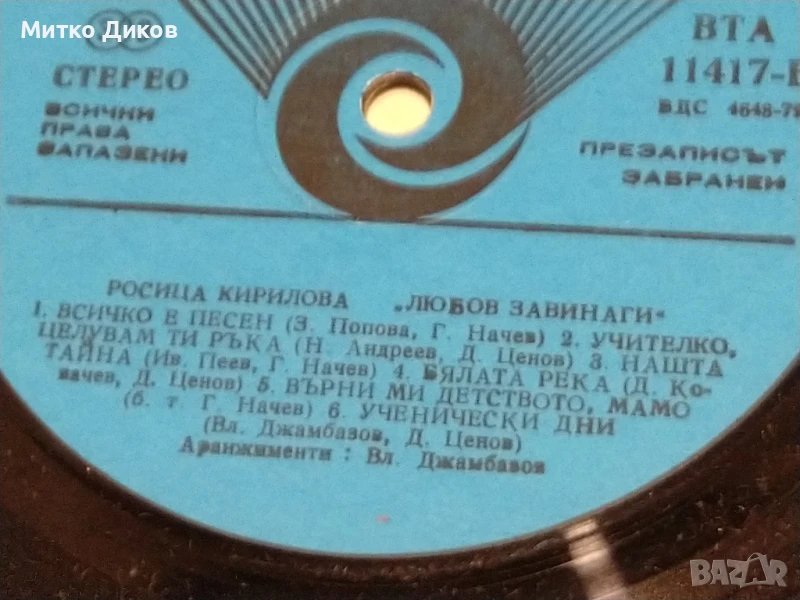 Митко Диков
СТЕРЕО
ВСИЧКИ
ПРАВА
ЗАПАЗЕНИ
ВТА
11417-
ВДС 4648-79
ПРЕЗАПИСЪТ
ЗАБРАНЕН
РОСИЦА КИРИЛОВА „ЛЮБОВ ЗАВИНАГИ“
1. ВСИЧКО Е ПЕСЕН (З. Попова, Г. Начев) 2. УЧИТЕЛКО,
ЦЕЛУВАМ ТИ РЪКА (Н. Андреев, Д. Ценов) 3. НАШТА
ТАЙНА (Ив. Пеев, Г. Начев) 4. БЯЛАТА РЕКА (Д. Ко-
вачев, Д. Ценов) 5. ВЪРНИ МИ ДЕТСТВОТО, МАМО
(б. т. Г. Начев) 6. УЧЕНИЧЕСКИ ДНИ
(Вл. Джамбазов, Д. Ценов)
Аранжименти : Вл. Джамбазов
BAZAR